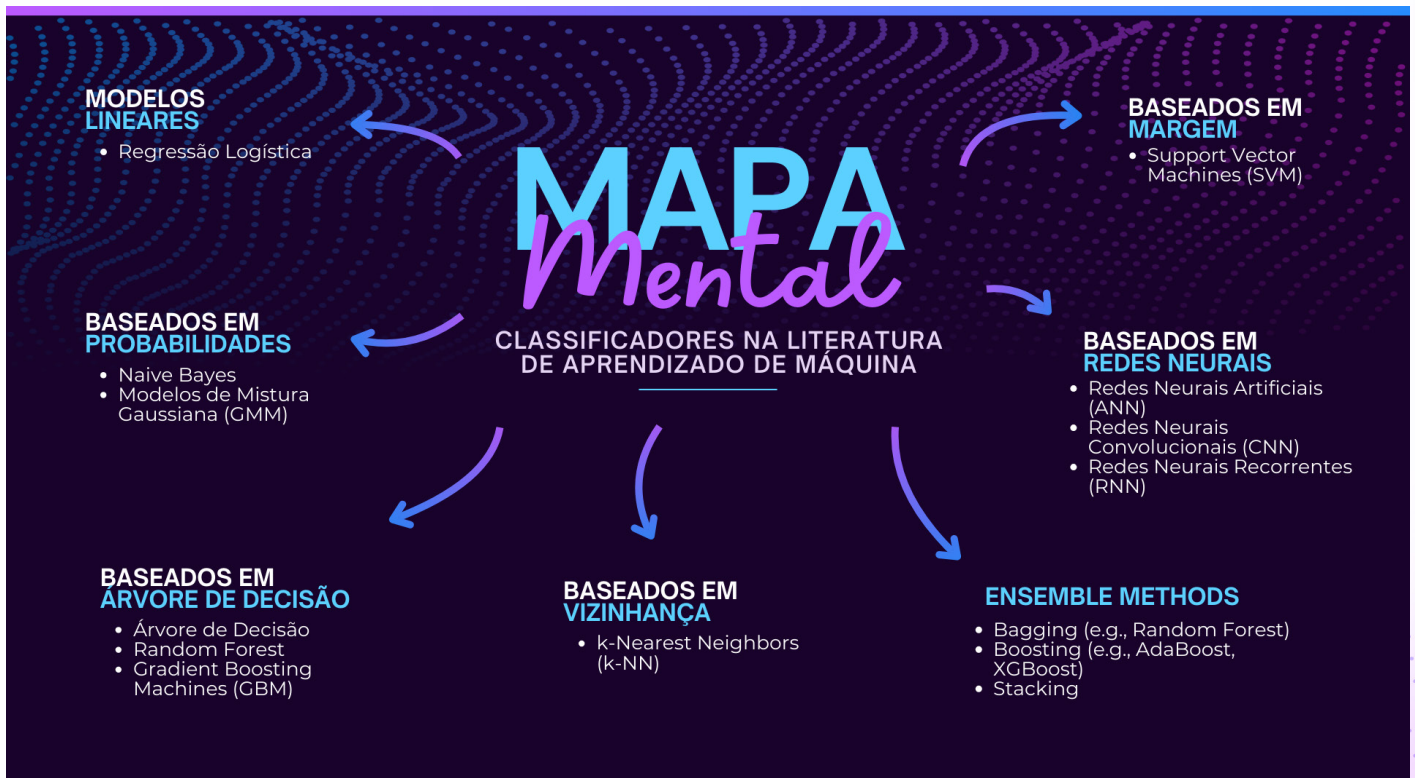 MAPA
Mental
CLASSIFICADORES NA LITERATURA
DE APRENDIZADO DE MÁQUINA
MODELOS
LINEARES
• Regressão Logística
BASEADOS EM
PROBABILIDADES
• Naive Bayes
• Modelos de Mistura
Gaussiana (GMM)
BASEADOS EM
ÁRVORE DE DECISÃO
• Árvore de Decisão
• Random Forest
• Gradient Boosting
Machines (GBM)
BASEADOS EM
VIZINHANÇA
• k-Nearest Neighbors
(k-NN)
ENSEMBLE METHODS
• Bagging (e.g., Random Forest)
• Boosting (e.g., AdaBoost,
XGBoost)
• Stacking
BASEADOS EM
REDES NEURAIS
• Redes Neurais Artificiais
(ANN)
• Redes Neurais
Convolucionais (CNN)
• Redes Neurais Recorrentes
(RNN)
BASEADOS EM
MARGEM
• Support Vector
Machines (SVM)